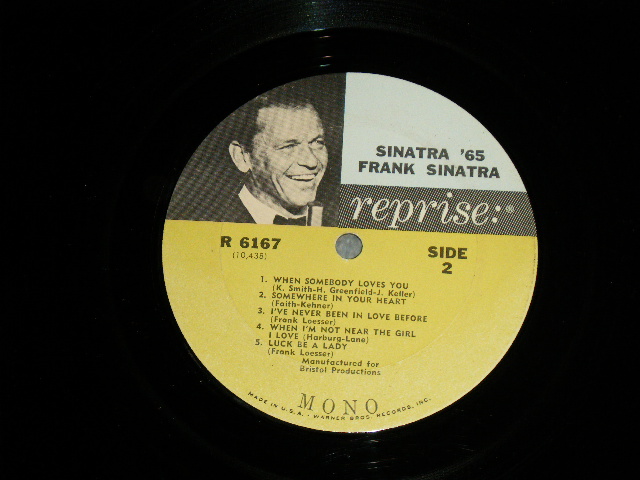 SINATRA '65
FRANK SINATRA
reprise:®
R 6167
(10,438)
SIDE
2
1. WHEN SOMEBODY LOVES YOU
(K. Smith-H. Greenfield-J. Keller)
2. SOMEWHERE IN YOUR HEART
(Faith-Kehner)
3. I'VE NEVER BEEN IN LOVE BEFORE
(Frank Loesser)
4. WHEN I'M NOT NEAR THE GIRL
I LOVE (Harburg-Lane)
5. LUCK BE A LADY
(Frank Loesser)
Manufactured for
Bristol Productions
MONO
MADE IN U.S.A. • WARNER BROS. RECORDS, INC.